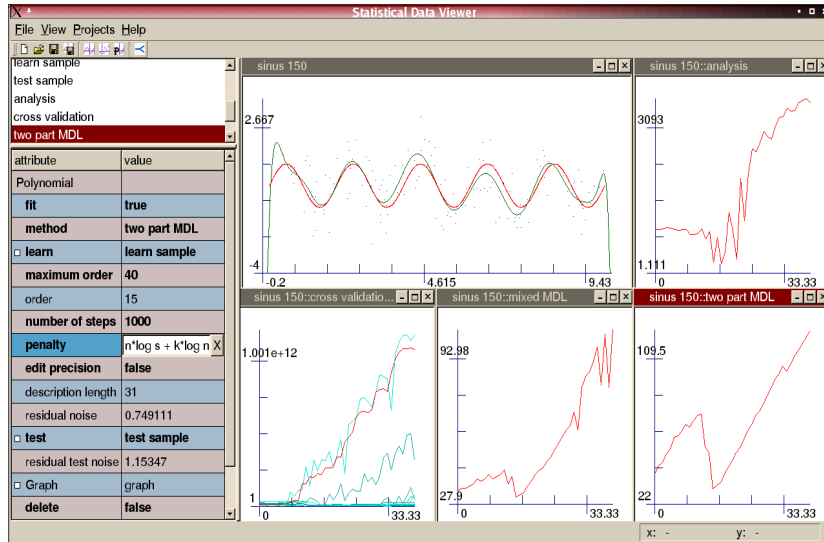 Statistical Data Viewer
File View Projects Help
learn sample
test sample
analysis
cross validation
two part MDL
attribute value
Polynomial
fit true
method two part MDL
learn learn sample
maximum order 40
order 15
number of steps 1000
penalty n*log s + k*log n X
edit precision false
description length 31
residual noise 0.749111
test test sample
residual test noise 1.15347
Graph graph
delete false
sinus 150
2.667
-4
-0.2 4.615 9.43
sinus 150::analysis
3093
1.111
0 33.33
sinus 150::cross validatio...
1.001e+12
1
0 33.33
sinus 150::mixed MDL
92.98
27.9
0 33.33
sinus 150::two part MDL
109.5
22
0 33.33
x: - y: -